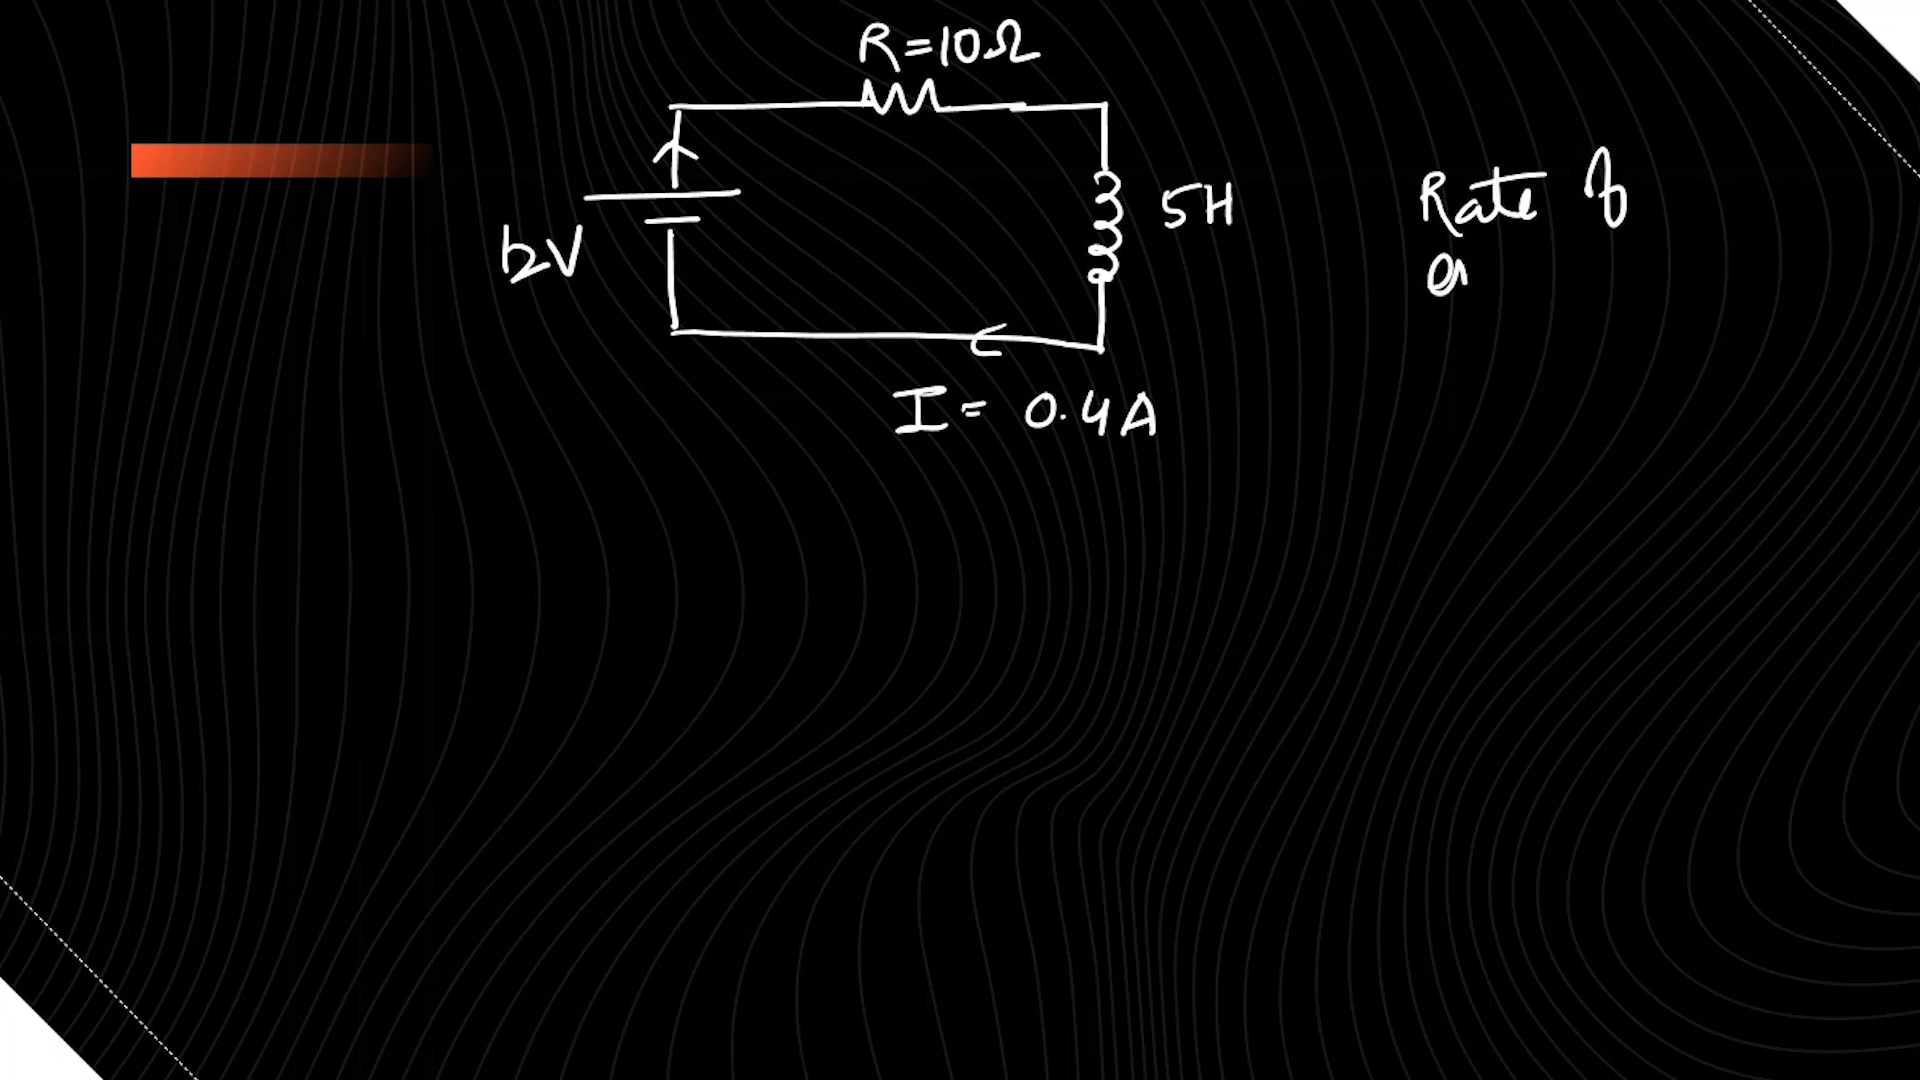 R=10Ω
12V
5H
I= 0.4A
Rate of